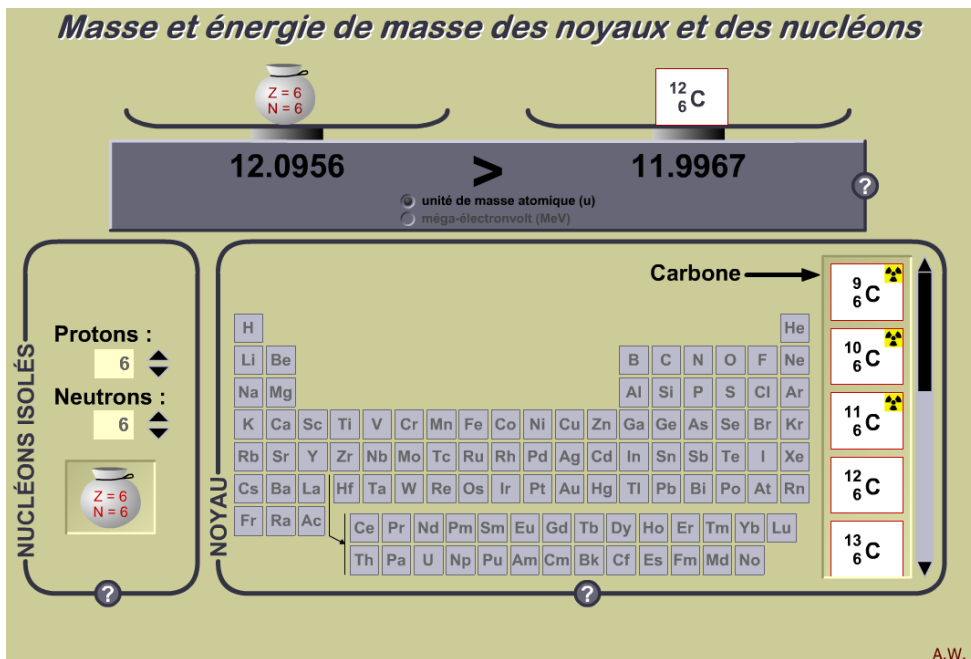 Masse et énergie de masse des noyaux et des nucléons
Z = 6
N = 6
12
6 C
12.0956 > 11.9967
unité de masse atomique (u)
méga-électronvolt (MeV)
?
NUCLÉONS ISOLÉS
Protons :
6
Neutrons :
6
Z = 6
N = 6
?
NOYAU
Carbone
H He
Li Be B C N O F Ne
Na Mg Al Si P S Cl Ar
K Ca Sc Ti V Cr Mn Fe Co Ni Cu Zn Ga Ge As Se Br Kr
Rb Sr Y Zr Nb Mo Tc Ru Rh Pd Ag Cd In Sn Sb Te I Xe
Cs Ba La Hf Ta W Re Os Ir Pt Au Hg Tl Pb Bi Po At Rn
Fr Ra Ac
Ce Pr Nd Pm Sm Eu Gd Tb Dy Ho Er Tm Yb Lu
Th Pa U Np Pu Am Cm Bk Cf Es Fm Md No
9
6 C
10
6 C
11
6 C
12
6 C
13
6 C
?
A.W.